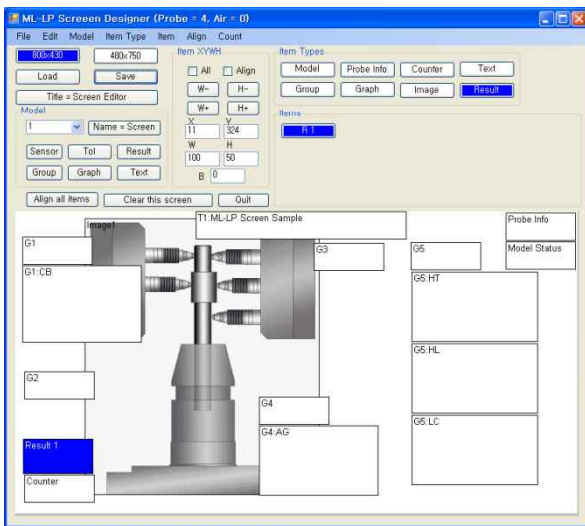 ML-LP Screeen Designer (Probe = 4, Air = 0)
File Edit Model Item Type Item Align Count
800x430 480x750
Load Save
Title = Screen Editor
Model
1 Name = Screen
Sensor Tol Result
Group Graph Text
Item XYWH
All Align
W- H-
W+ H+
X Y
11 324
W H
100 50
B 0
Item Types
Model Probe Info Counter Text
Group Graph Image Result
Items
R 1
Align all items Clear this screen Quit
Image1
T1:ML-LP Screen Sample
Probe Info
G1
G3
G5
Model Status
G1:CB
G5:HT
G5:HL
G2
G4
G4:AG
G5:LC
Result 1
Counter